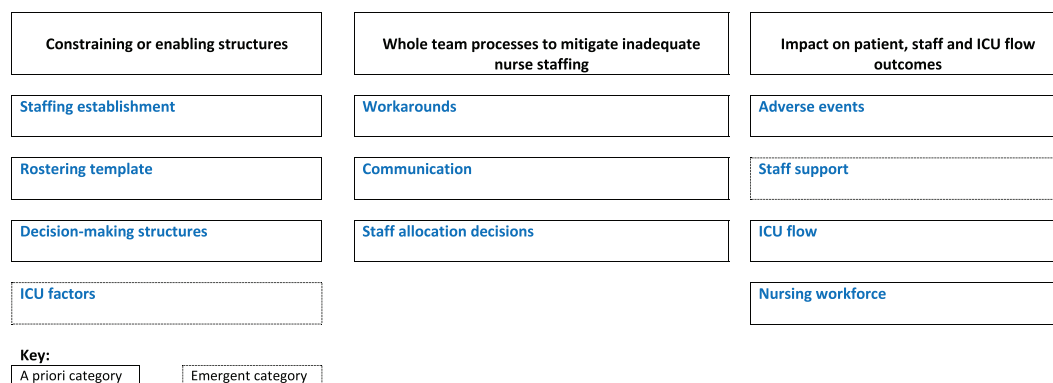 Constraining or enabling structures
Whole team processes to mitigate inadequate
nurse staffing
Impact on patient, staff and ICU flow
outcomes
Staffing establishment
Workarounds
Adverse events
Rostering template
Communication
Staff support
Decision-making structures
Staff allocation decisions
ICU flow
ICU factors
Nursing workforce
Key:
A priori category
Emergent category